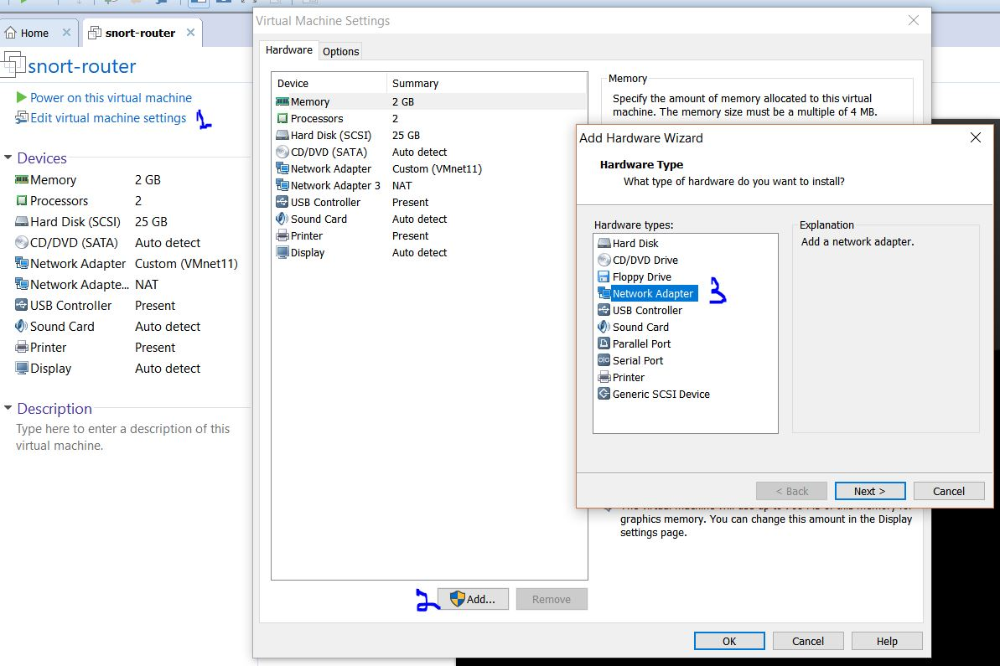 Home
snort-router
snort-router
Power on this virtual machine
Edit virtual machine settings 1
Devices
Memory 2 GB
Processors 2
Hard Disk (SCSI) 25 GB
CD/DVD (SATA) Auto detect
Network Adapter Custom (VMnet11)
Network Adapte... NAT
USB Controller Present
Sound Card Auto detect
Printer Present
Display Auto detect
Description
Type here to enter a description of this
virtual machine.
Virtual Machine Settings
Hardware Options
Device Summary
Memory 2 GB
Processors 2
Hard Disk (SCSI) 25 GB
CD/DVD (SATA) Auto detect
Network Adapter Custom (VMnet11)
Network Adapter 3 NAT
USB Controller Present
Sound Card Auto detect
Printer Present
Display Auto detect
2 Add... Remove
Memory
Specify the amount of memory allocated to this virtual
machine. The memory size must be a multiple of 4 MB.
graphics memory. You can change this amount in the Display
settings page.
OK Cancel Help
Add Hardware Wizard
Hardware Type
What type of hardware do you want to install?
Hardware types:
Hard Disk
CD/DVD Drive
Floppy Drive
Network Adapter 3
USB Controller
Sound Card
Parallel Port
Serial Port
Printer
Generic SCSI Device
Explanation
Add a network adapter.
< Back Next > Cancel